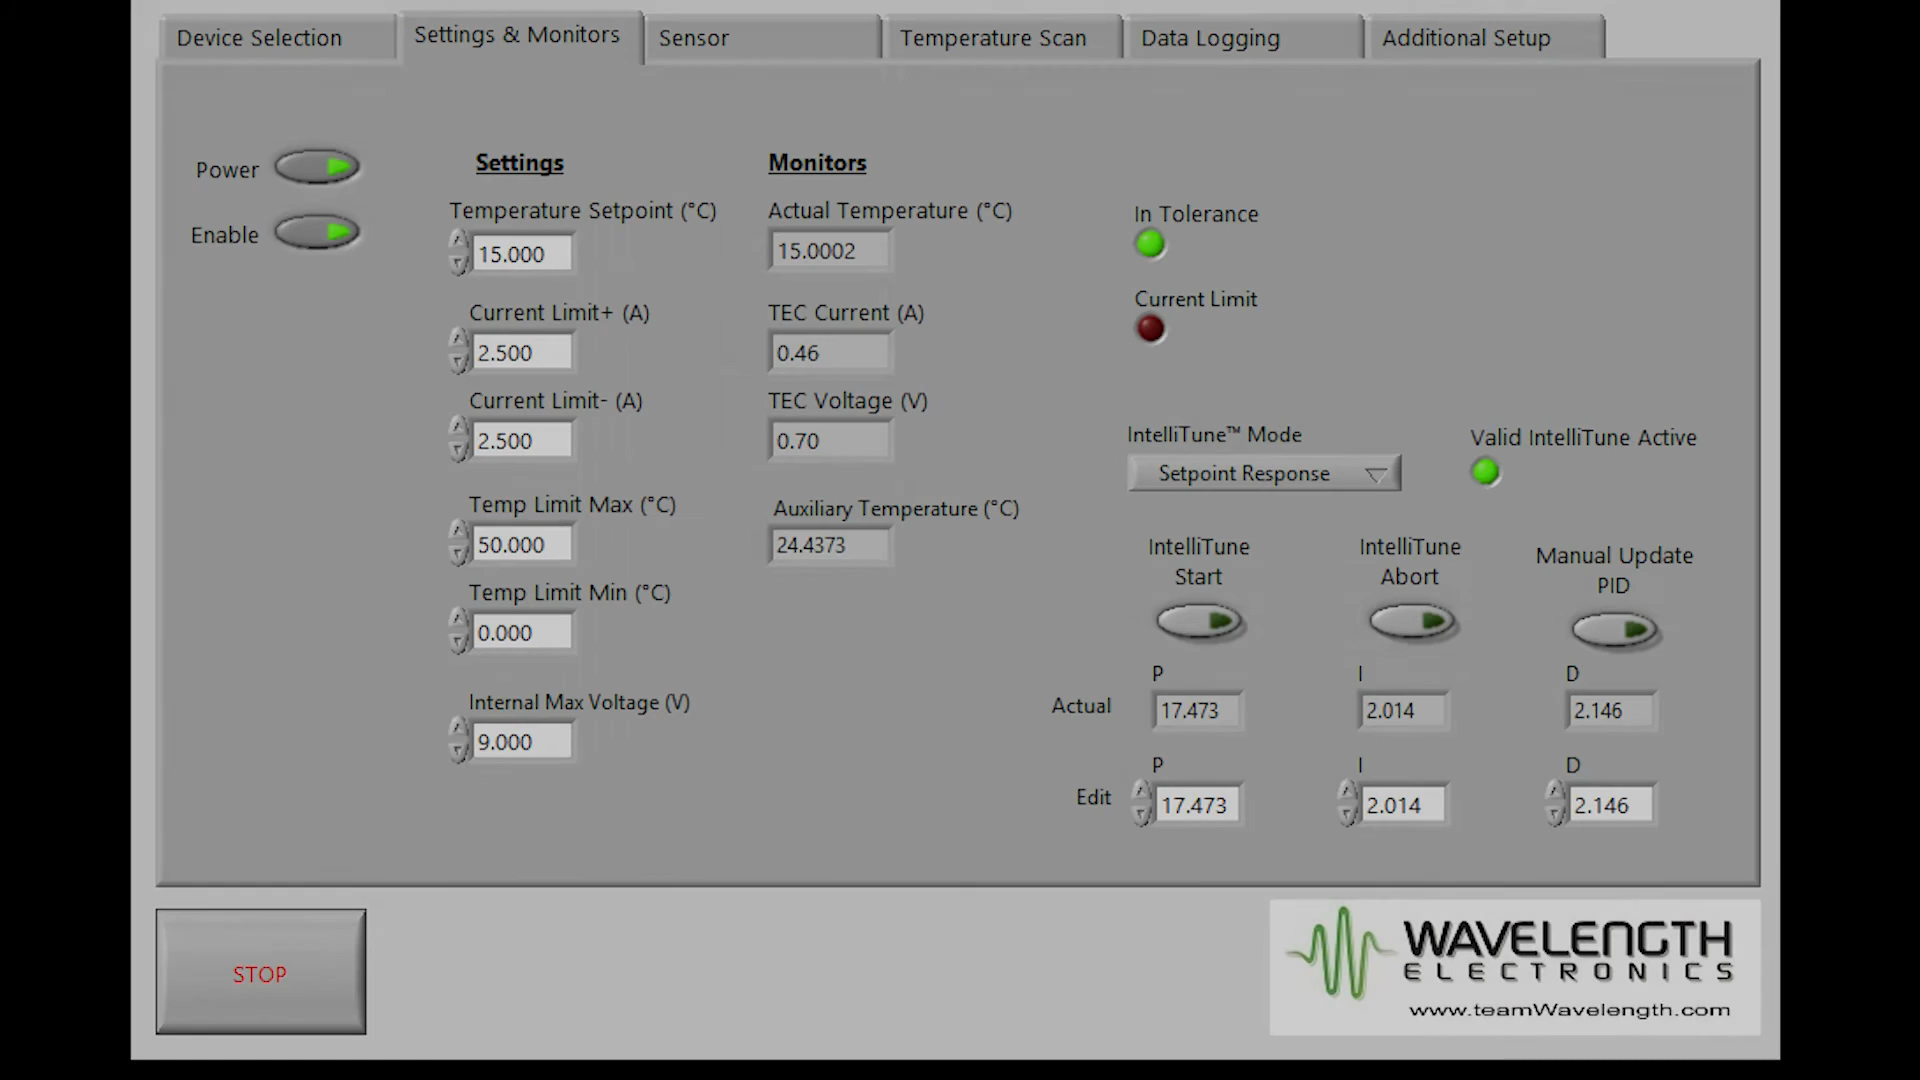 Device Selection
Settings & Monitors
Sensor
Temperature Scan
Data Logging
Additional Setup
Power
Enable
Settings
Temperature Setpoint (°C)
15.000
Current Limit+ (A)
2.500
Current Limit- (A)
2.500
Temp Limit Max (°C)
50.000
Temp Limit Min (°C)
0.000
Internal Max Voltage (V)
9.000
Monitors
Actual Temperature (°C)
15.0002
TEC Current (A)
0.46
TEC Voltage (V)
0.70
Auxiliary Temperature (°C)
24.4373
In Tolerance
Current Limit
IntelliTune™ Mode
Setpoint Response
Valid IntelliTune Active
IntelliTune
Start
IntelliTune
Abort
Manual Update
PID
P I D
Actual 17.473 2.014 2.146
P I D
Edit 17.473 2.014 2.146
STOP
WAVELENGTH
ELECTRONICS
www.teamWavelength.com